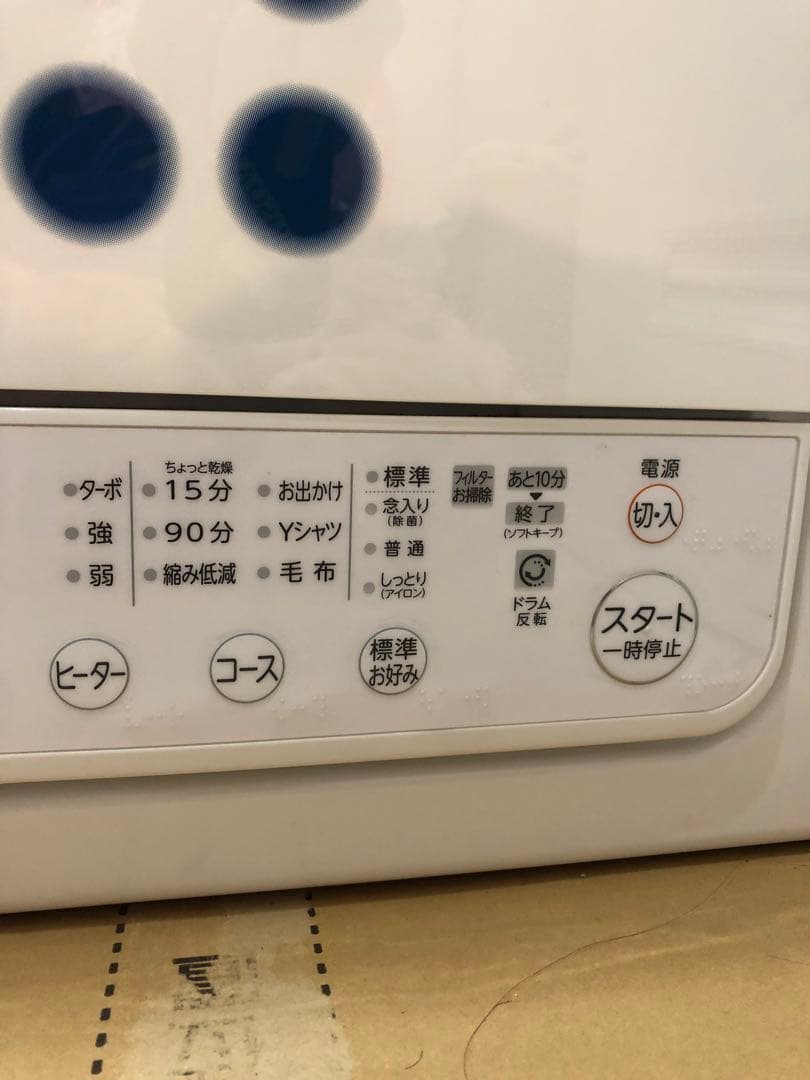 ターボ
強
弱
ヒーター
ちょっと乾燥
15分
90分
縮み低減
お出かけ
Yシャツ
毛布
コース
標準
念入り
(除菌)
普通
しっとり
(アイロン)
標準
お好み
フィルター
お掃除
あと10分
終了
(ソフトキープ)
ドラム
反転
電源
切・入
スタート
一時停止